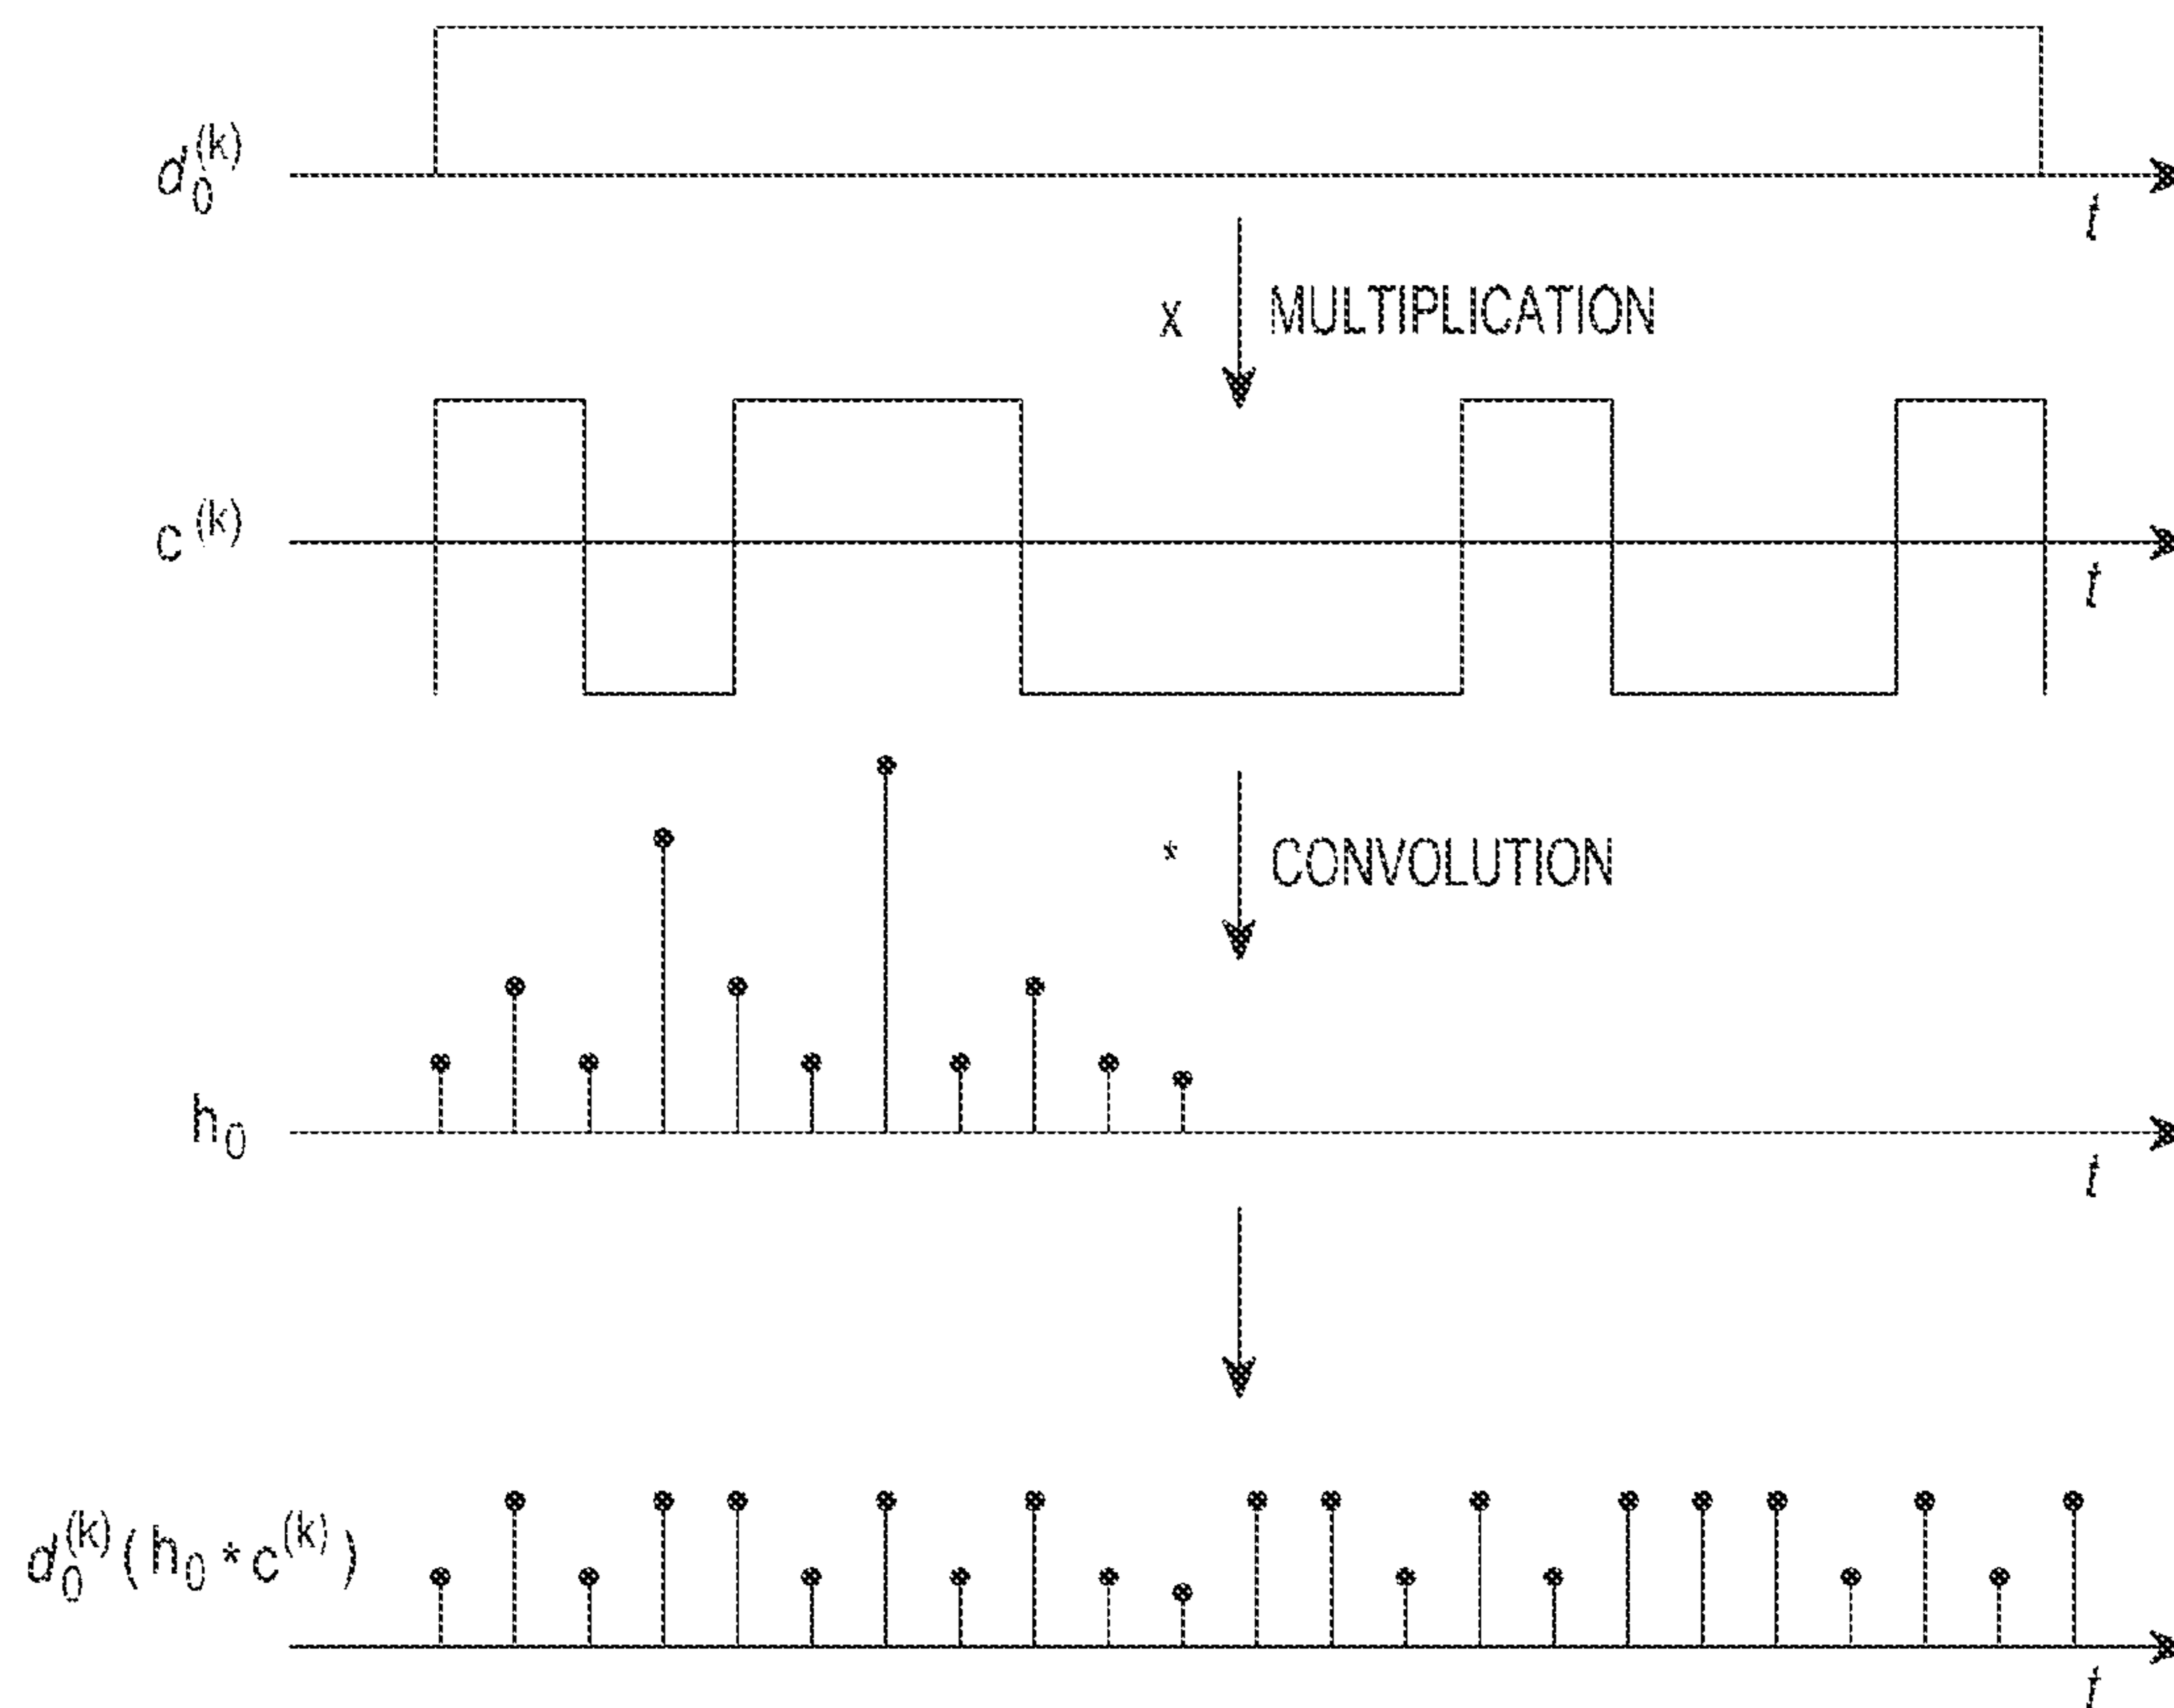 d₀⁽ᵏ⁾
t
x MULTIPLICATION
c⁽ᵏ⁾
t
* CONVOLUTION
h₀
t
d₀⁽ᵏ⁾(h₀*c⁽ᵏ⁾)
t